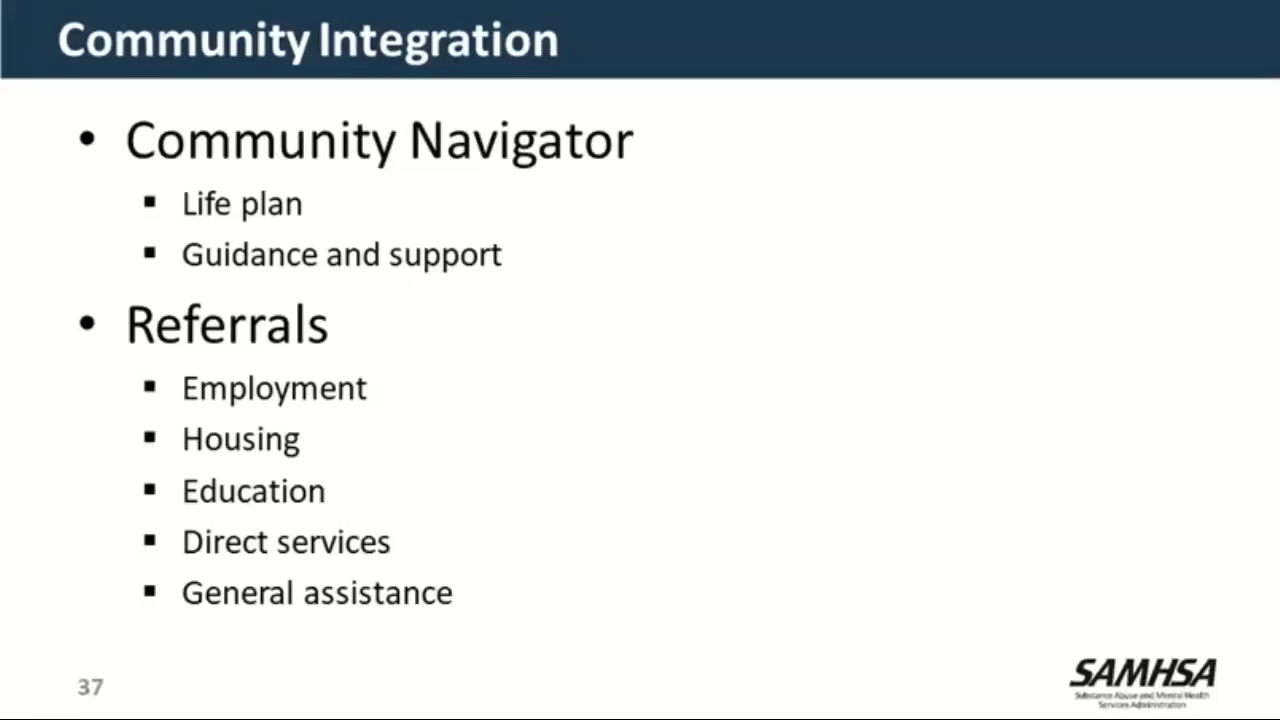 Community Integration
• Community Navigator
▪ Life plan
▪ Guidance and support
• Referrals
▪ Employment
▪ Housing
▪ Education
▪ Direct services
▪ General assistance
37
SAMHSA
Substance Abuse and Mental Health
Services Administration